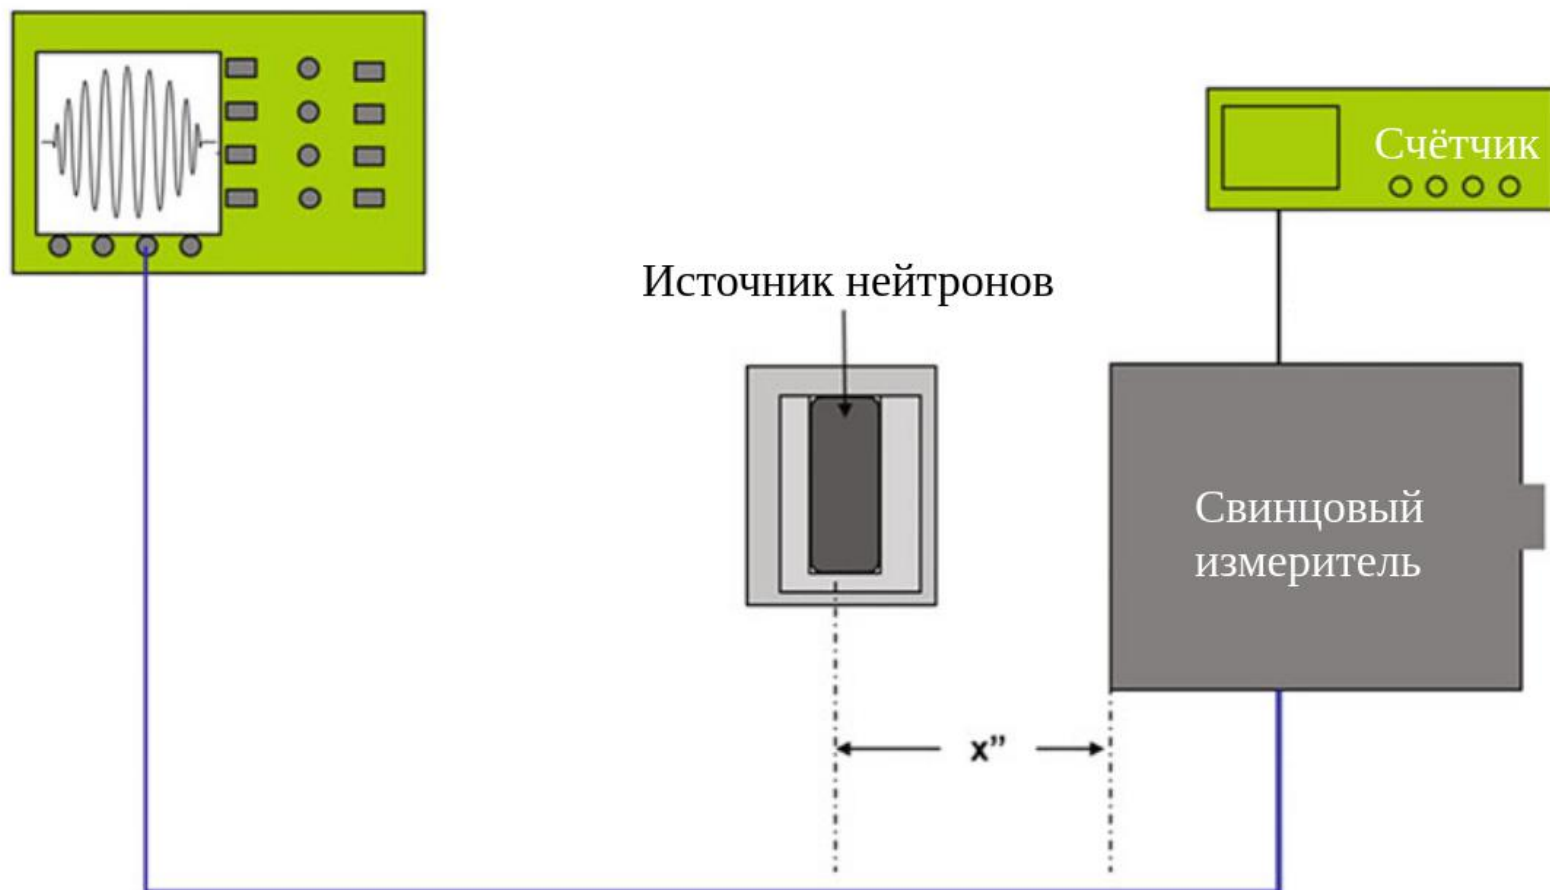 Счётчик
Источник нейтронов
Свинцовый
измеритель
x”